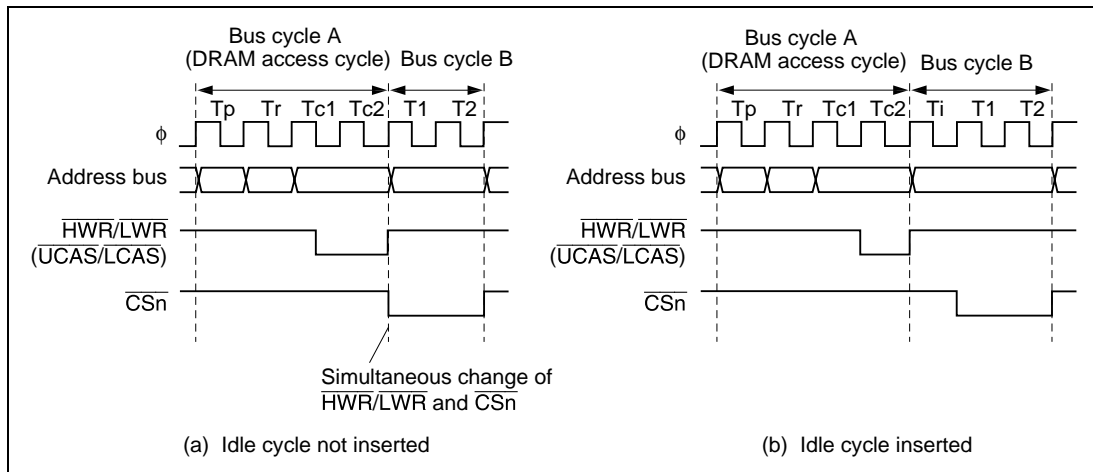 Bus cycle A
(DRAM access cycle)
Bus cycle B
Tp Tr Tc1 Tc2 T1 T2
ϕ
Address bus
HWR/LWR
(UCAS/LCAS)
CSn
Simultaneous change of
HWR/LWR and CSn
(a) Idle cycle not inserted
Bus cycle A
(DRAM access cycle)
Bus cycle B
Tp Tr Tc1 Tc2 Ti T1 T2
ϕ
Address bus
HWR/LWR
(UCAS/LCAS)
CSn
(b) Idle cycle inserted